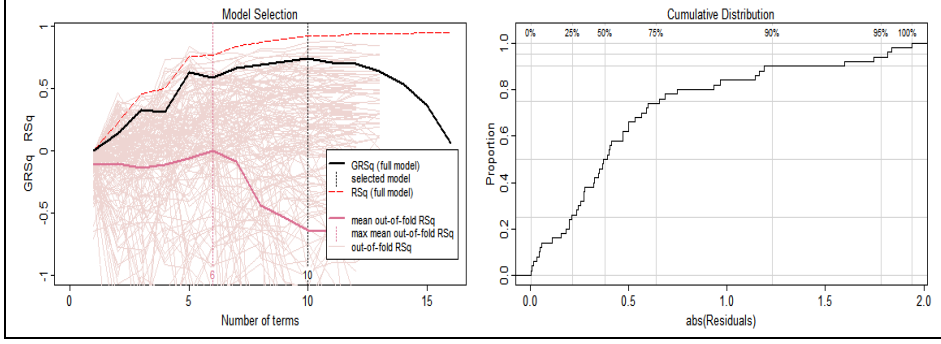 Model Selection
GRSq RSq
-1 -0.5 0 0.5 1
6 10
GRSq (full model)
selected model
RSq (full model)
mean out-of-fold RSq
max mean out-of-fold RSq
out-of-fold RSq
0 5 10 15
Number of terms
Cumulative Distribution
0% 25% 50% 75% 90% 95% 100%
Proportion
0.0 0.2 0.4 0.6 0.8 1.0
0.0 0.5 1.0 1.5 2.0
abs(Residuals)